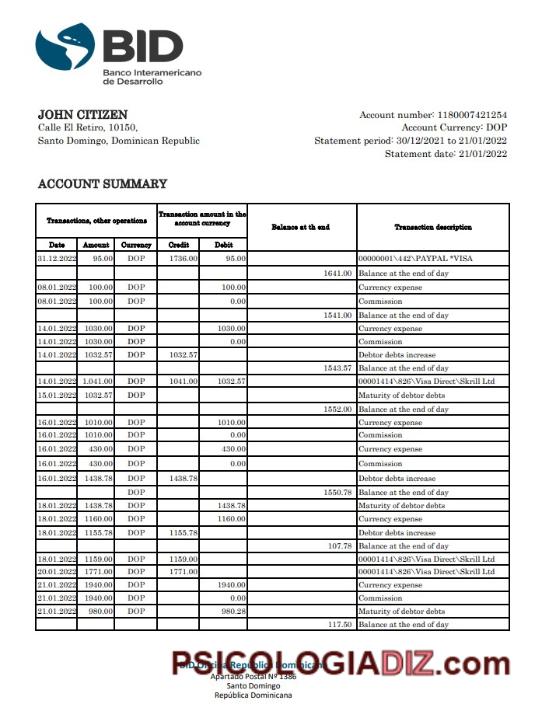 BID
Banco Interamericano
de Desarrollo
JOHN CITIZEN
Calle El Retiro, 10150,
Santo Domingo, Dominican Republic
Account number: 1180007421254
Account Currency: DOP
Statement period: 30/12/2021 to 21/01/2022
Statement date: 21/01/2022
ACCOUNT SUMMARY
Transactions, other operations Transaction amount in the account currency Balance at th end Transaction description
Date Amount Currency Credit Debit
31.12.2022 95.00 DOP 1736.00 95.00 00000001\442\PAYPAL *VISA
1641.00 Balance at the end of day
08.01.2022 100.00 DOP 100.00 Currency expense
08.01.2022 100.00 DOP 0.00 Commission
1541.00 Balance at the end of day
14.01.2022 1030.00 DOP 1030.00 Currency expense
14.01.2022 1030.00 DOP 0.00 Commission
14.01.2022 1032.57 DOP 1032.57 Debtor debts increase
1543.57 Balance at the end of day
14.01.2022 1.041.00 DOP 1041.00 1032.57 00001414\826\Visa Direct\Skrill Ltd
15.01.2022 1032.57 DOP Maturity of debtor debts
1552.00 Balance at the end of day
16.01.2022 1010.00 DOP 1010.00 Currency expense
16.01.2022 1010.00 DOP 0.00 Commission
16.01.2022 430.00 DOP 430.00 Currency expense
16.01.2022 430.00 DOP 0.00 Commission
16.01.2022 1438.78 DOP 1438.78 Debtor debts increase
DOP 1550.78 Balance at the end of day
18.01.2022 1438.78 DOP 1438.78 Maturity of debtor debts
18.01.2022 1160.00 DOP 1160.00 Currency expense
18.01.2022 1155.78 DOP 1155.78 Debtor debts increase
107.78 Balance at the end of day
18.01.2022 1159.00 DOP 1159.00 00001414\826\Visa Direct\Skrill Ltd
20.01.2022 1771.00 DOP 1771.00 00001414\826\Visa Direct\Skrill Ltd
21.01.2022 1940.00 DOP 1940.00 Currency expense
21.01.2022 1940.00 DOP 0.00 Commission
21.01.2022 980.00 DOP 980.28 Maturity of debtor debts
117.50 Balance at the end of day
BID Oficina República Dominicana
PSICOLOGIADIZ.com
Apartado Postal Nº 1386
Santo Domingo
República Dominicana